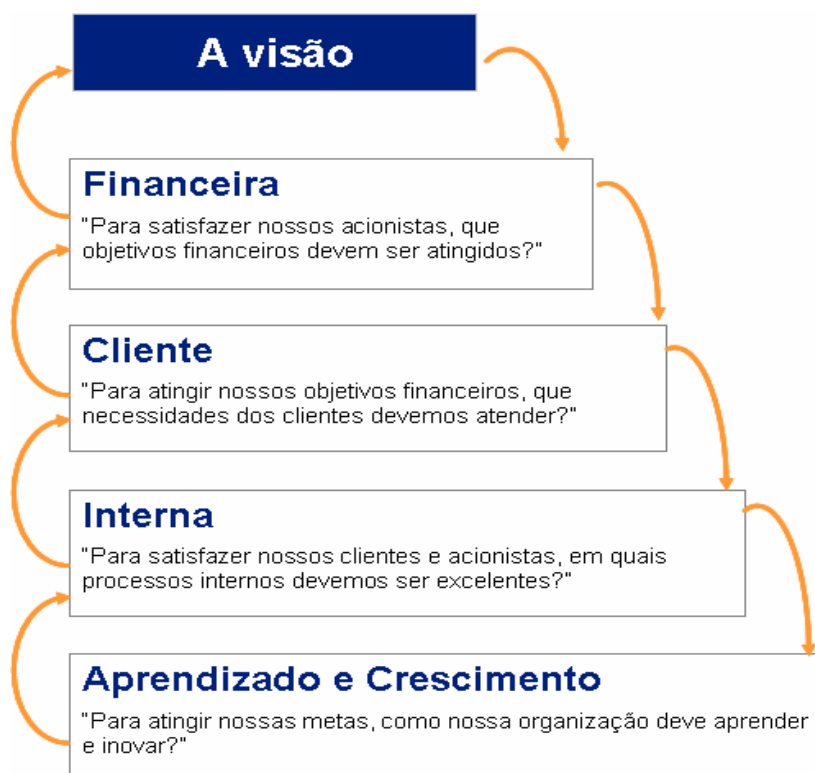 A visão
Financeira
"Para satisfazer nossos acionistas, que
objetivos financeiros devem ser atingidos?"
Cliente
"Para atingir nossos objetivos financeiros, que
necessidades dos clientes devemos atender?"
Interna
"Para satisfazer nossos clientes e acionistas, em quais
processos internos devemos ser excelentes?"
Aprendizado e Crescimento
"Para atingir nossas metas, como nossa organização deve aprender
e inovar?"